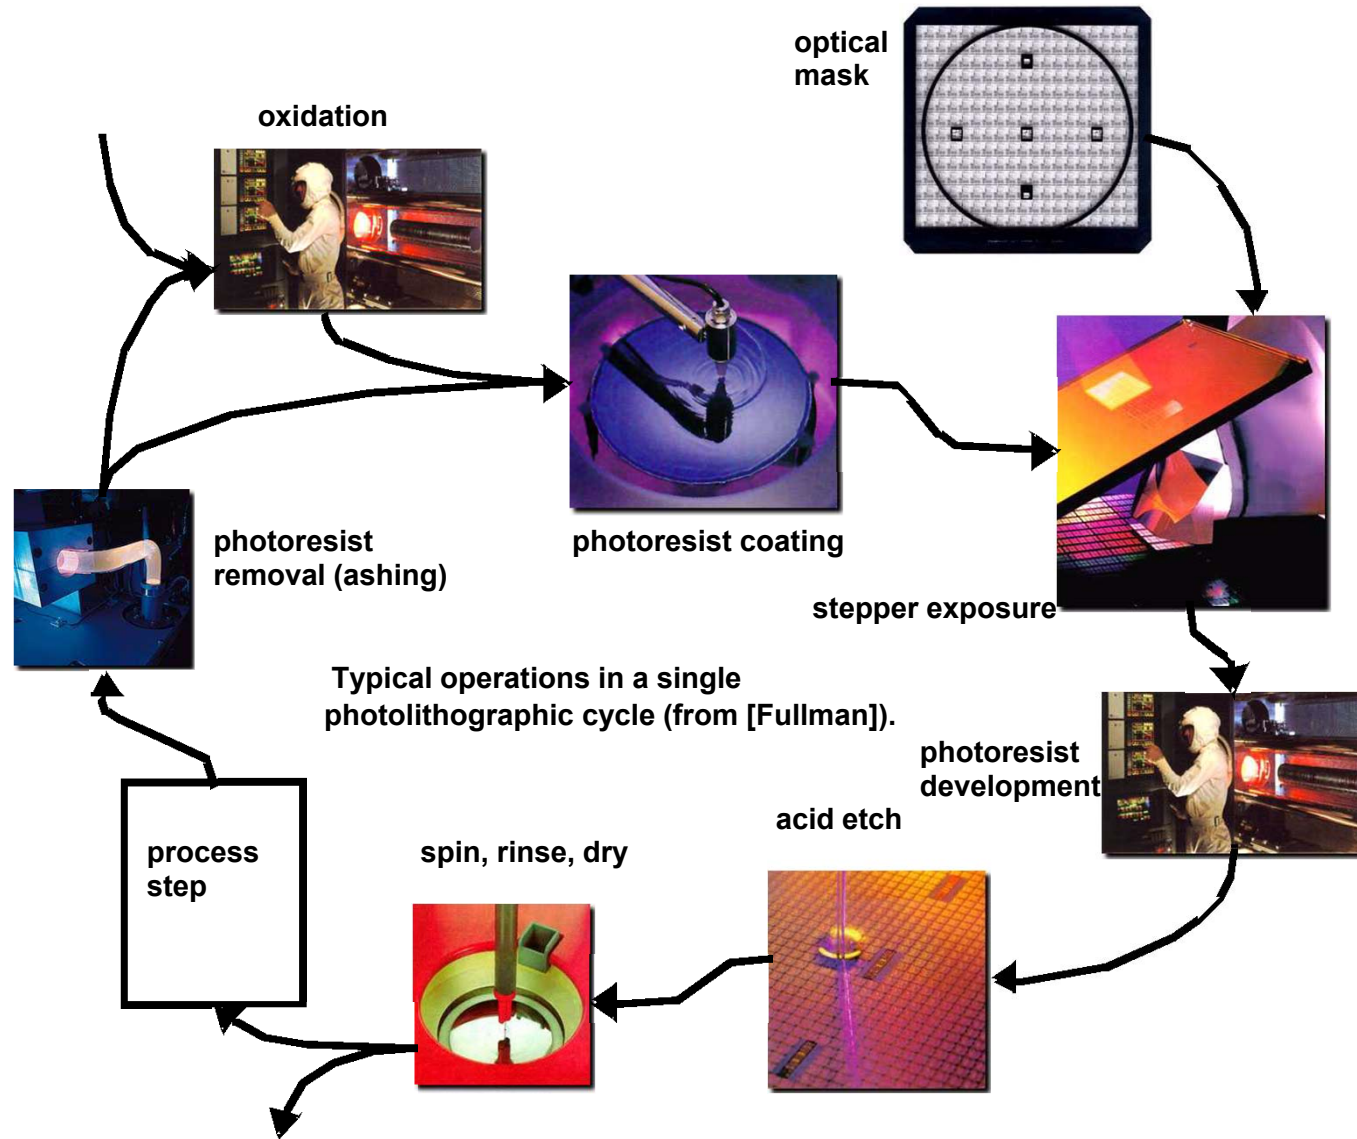 optical
mask
oxidation
photoresist
removal (ashing)
photoresist coating
stepper exposure
Typical operations in a single
photolithographic cycle (from [Fullman]).
photoresist
development
acid etch
spin, rinse, dry
process
step